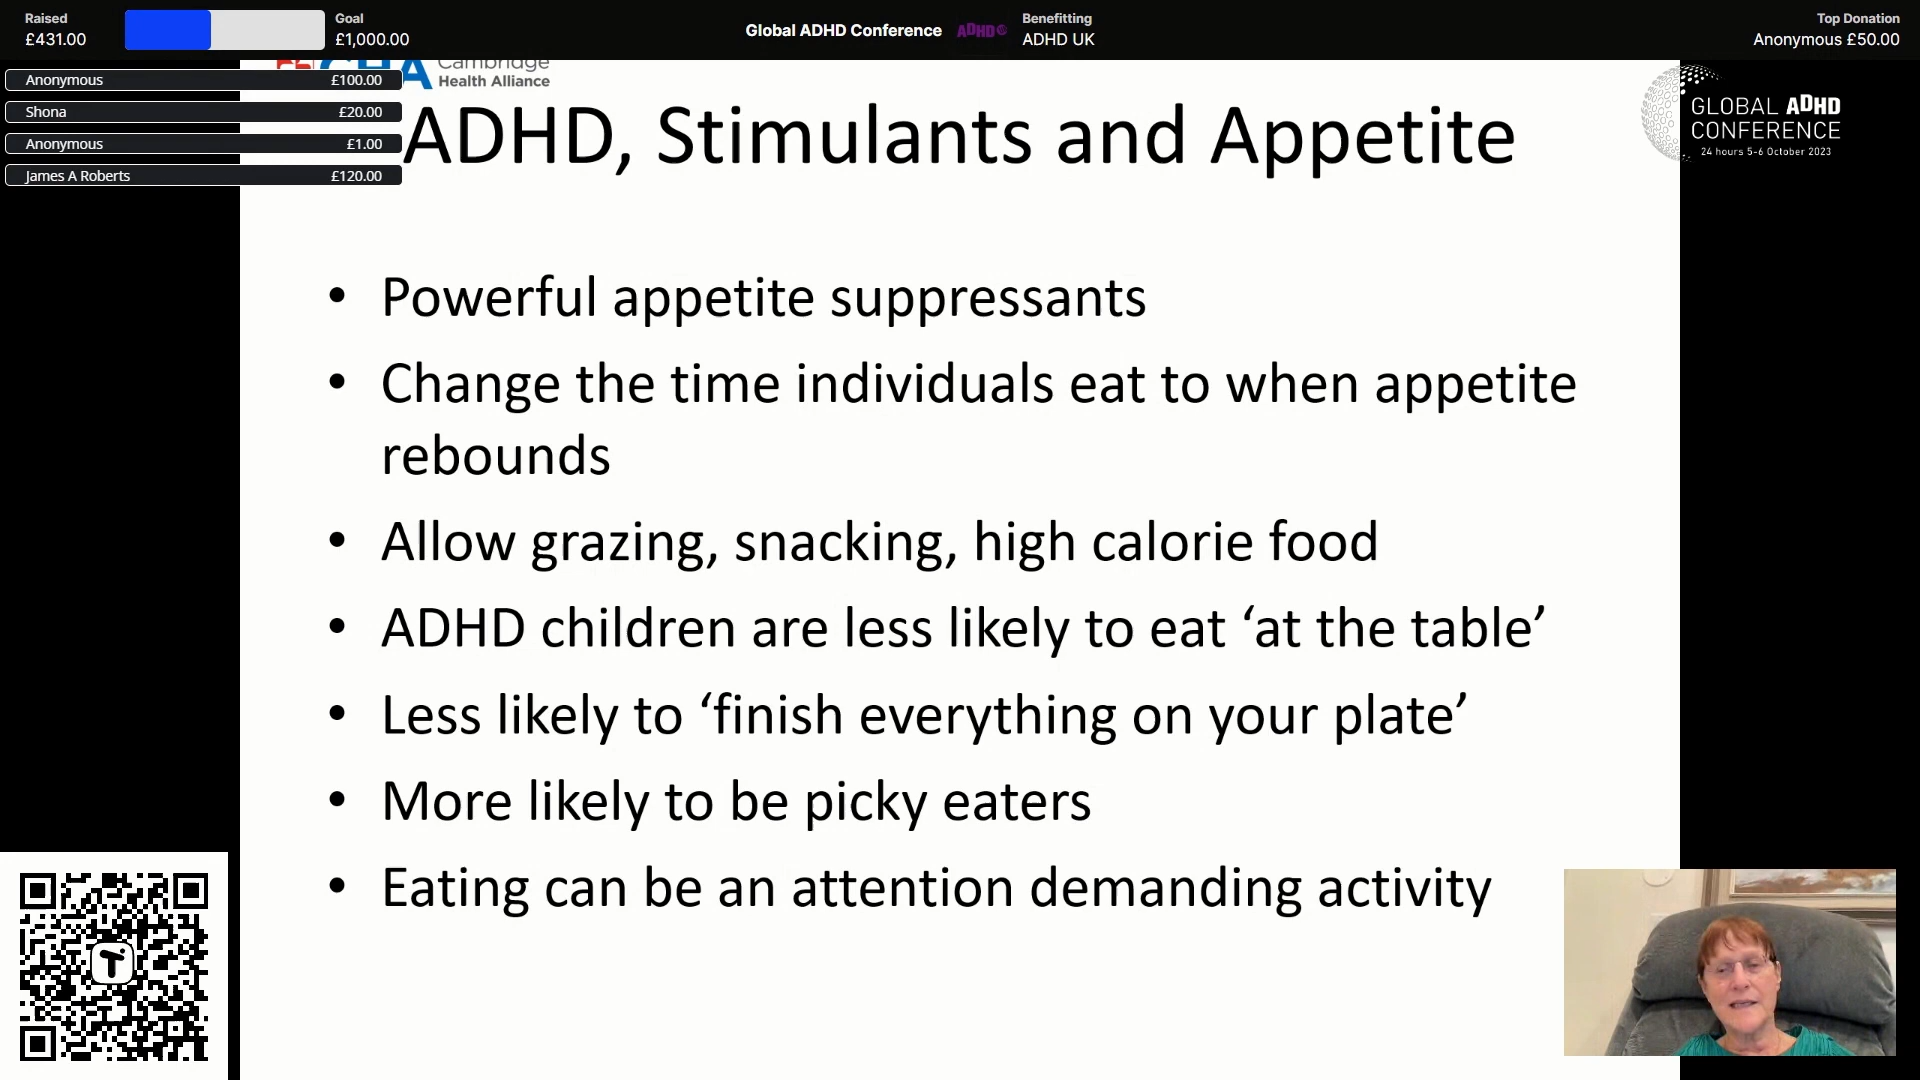 Raised
£431.00
Goal
£1,000.00
Global ADHD Conference
ADHD
Benefitting
ADHD UK
Top Donation
Anonymous £50.00
Anonymous £100.00
Shona £20.00
Anonymous £1.00
James A Roberts £120.00
CHA
Cambridge
Health Alliance
GLOBAL ADHD
CONFERENCE
24 hours 5-6 October 2023
ADHD, Stimulants and Appetite
• Powerful appetite suppressants
• Change the time individuals eat to when appetite
rebounds
• Allow grazing, snacking, high calorie food
• ADHD children are less likely to eat ‘at the table’
• Less likely to ‘finish everything on your plate’
• More likely to be picky eaters
• Eating can be an attention demanding activity
T